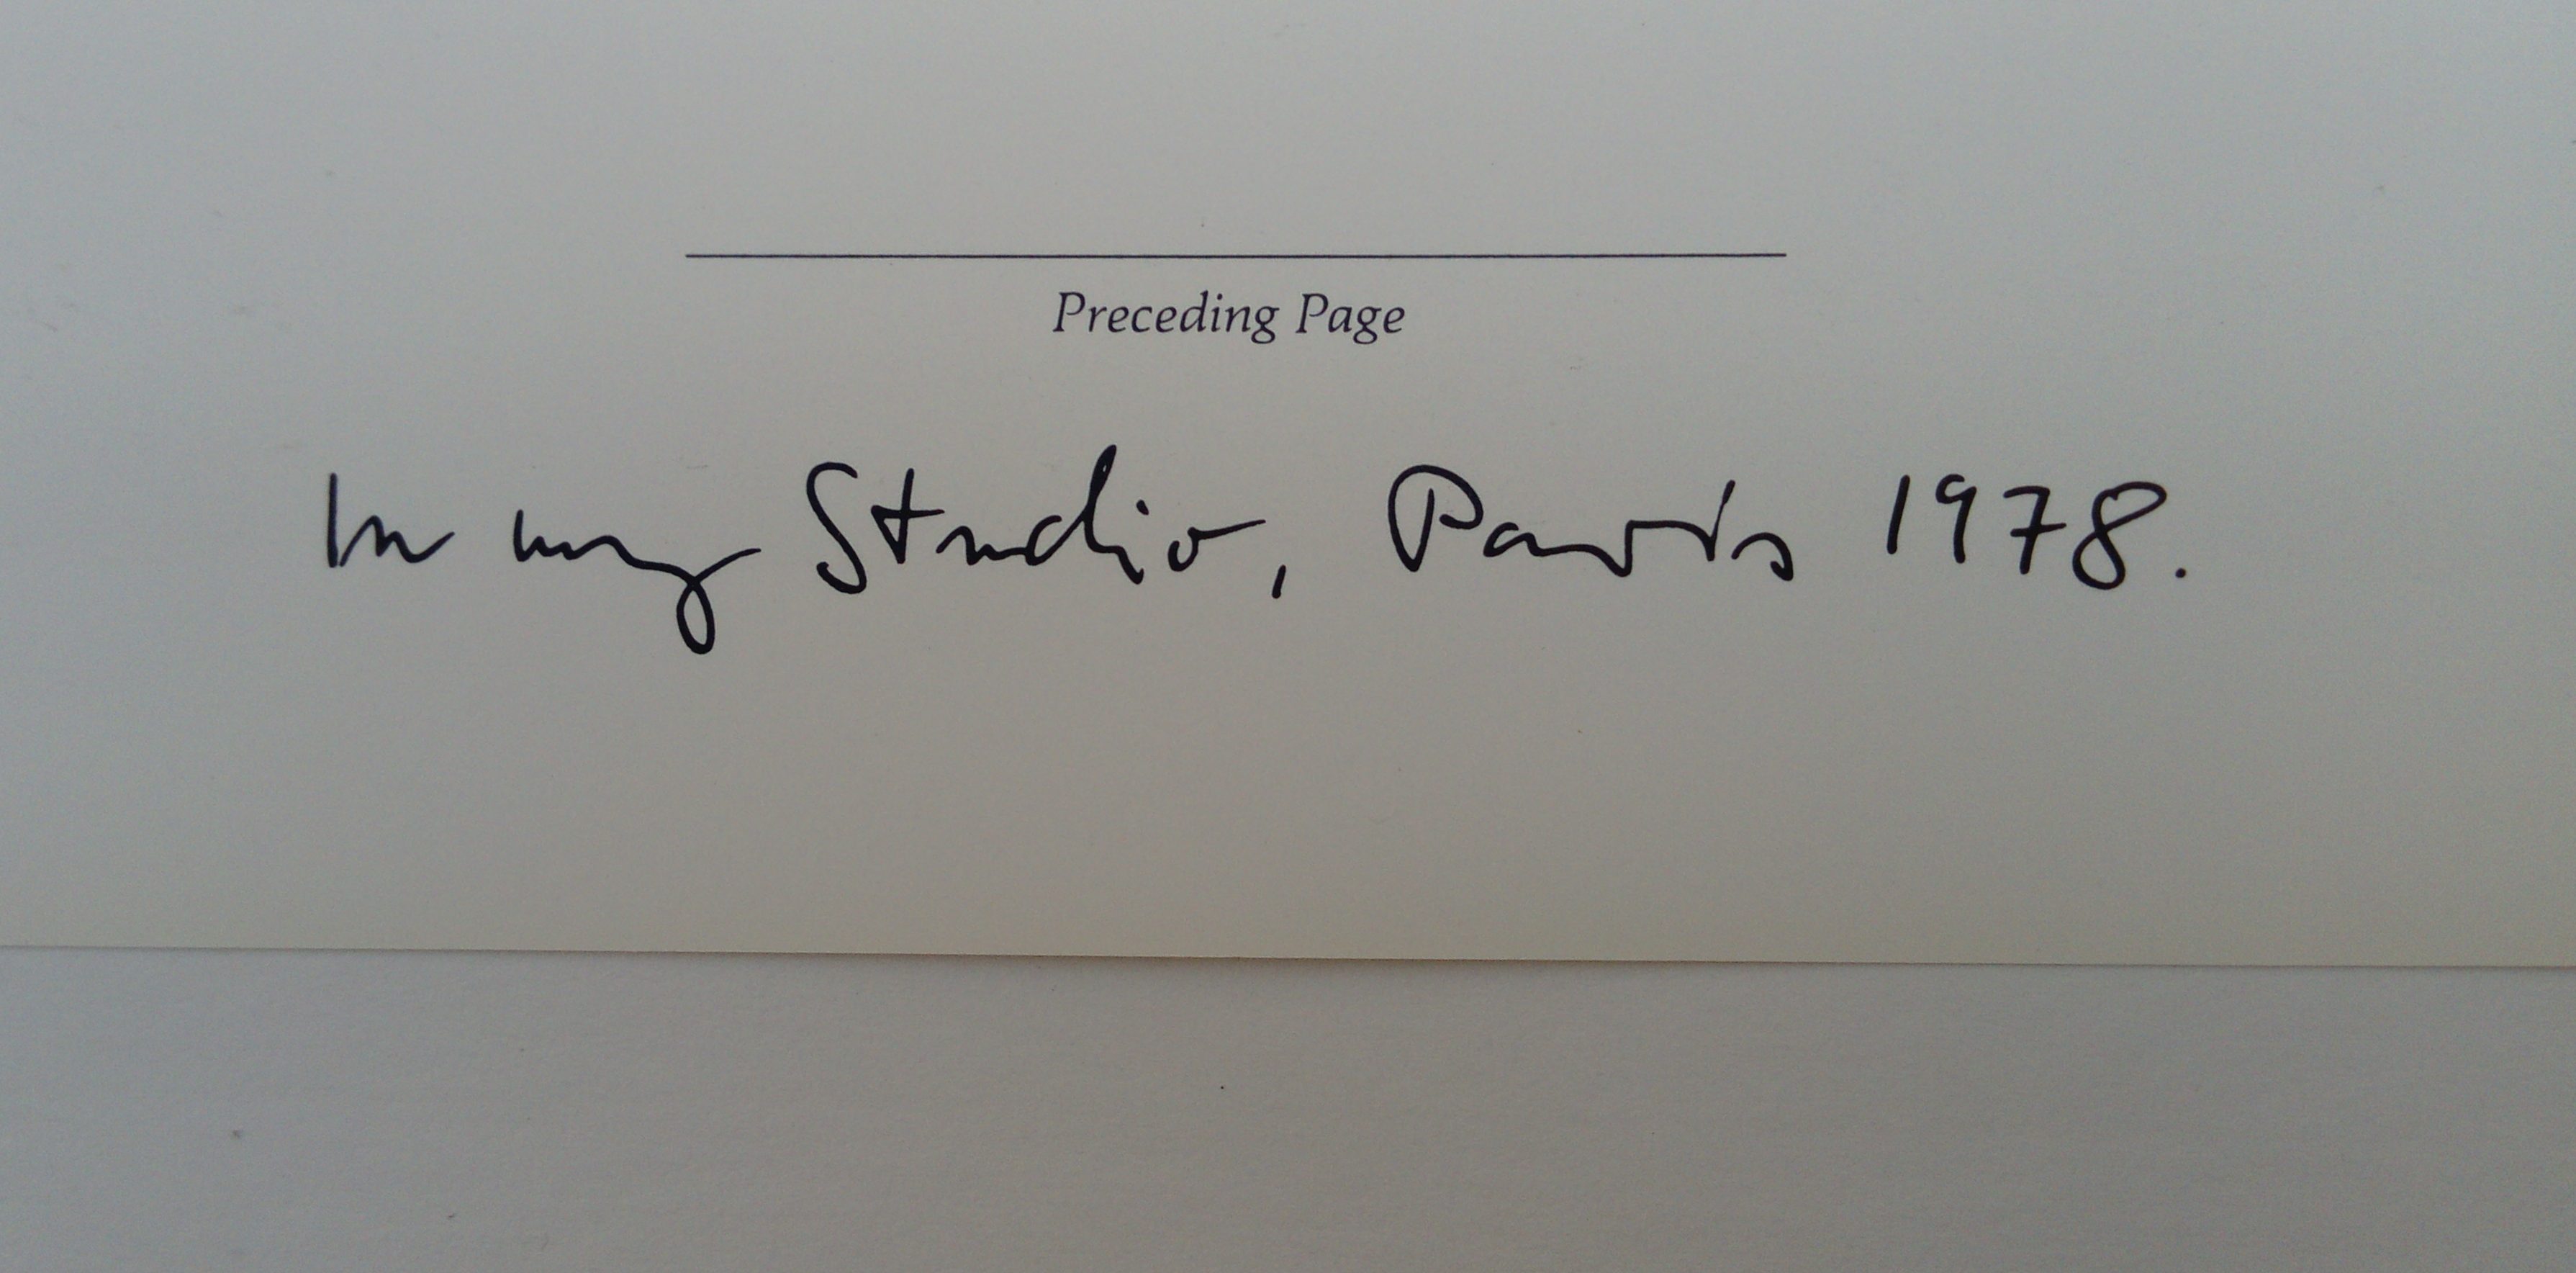 Preceding Page
In my Studio, Paris 1978.